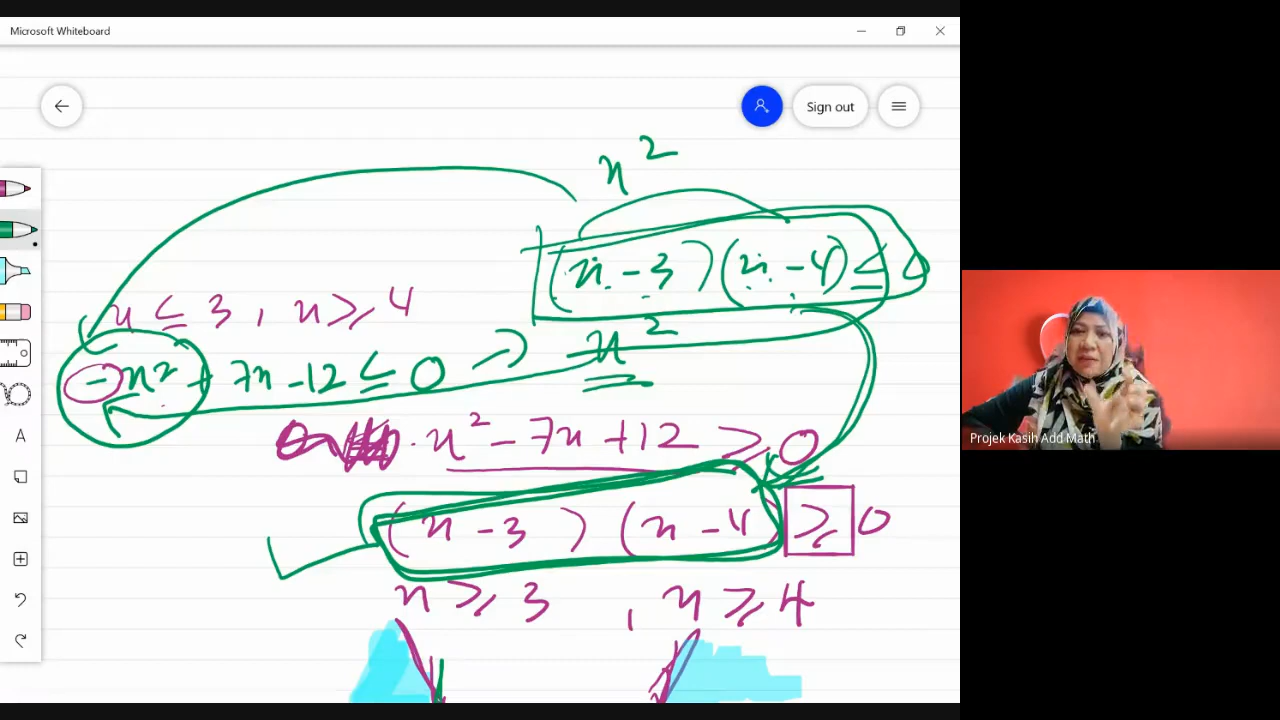 Microsoft Whiteboard
Sign out
x²
(x - 3)(x - 4) ≤ 0
x ≤ 3, x ≥ 4
-x² + 7x - 12 ≤ 0 → x²
x² - 7x + 12 ≥ 0
(x - 3) (x - 4) ≥ 0
x ≥ 3 , x ≥ 4
Projek Kasih Add Math
A